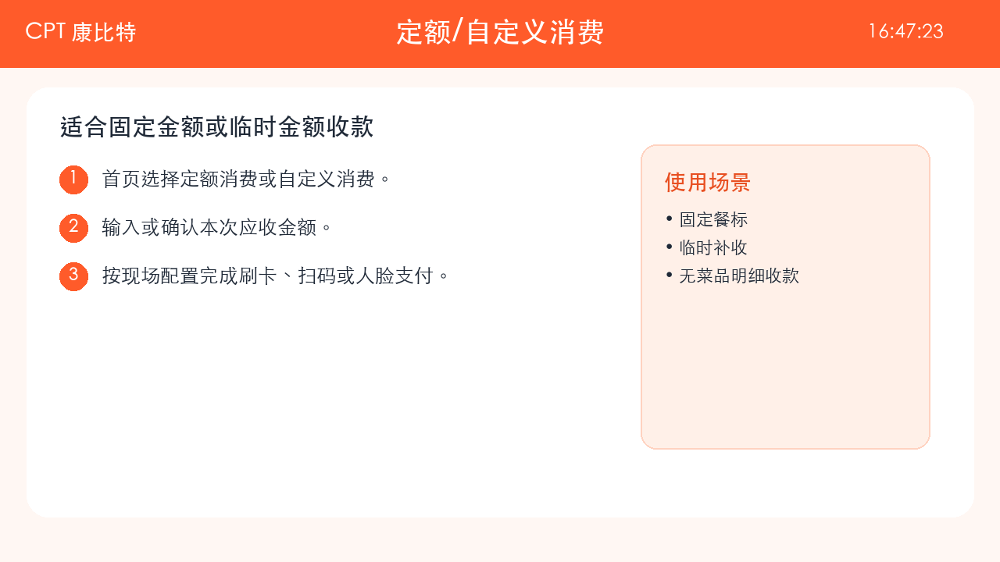 CPT 康比特
定额/自定义消费
16:47:23
适合固定金额或临时金额收款
1 首页选择定额消费或自定义消费。
2 输入或确认本次应收金额。
3 按现场配置完成刷卡、扫码或人脸支付。
使用场景
• 固定餐标
• 临时补收
• 无菜品明细收款